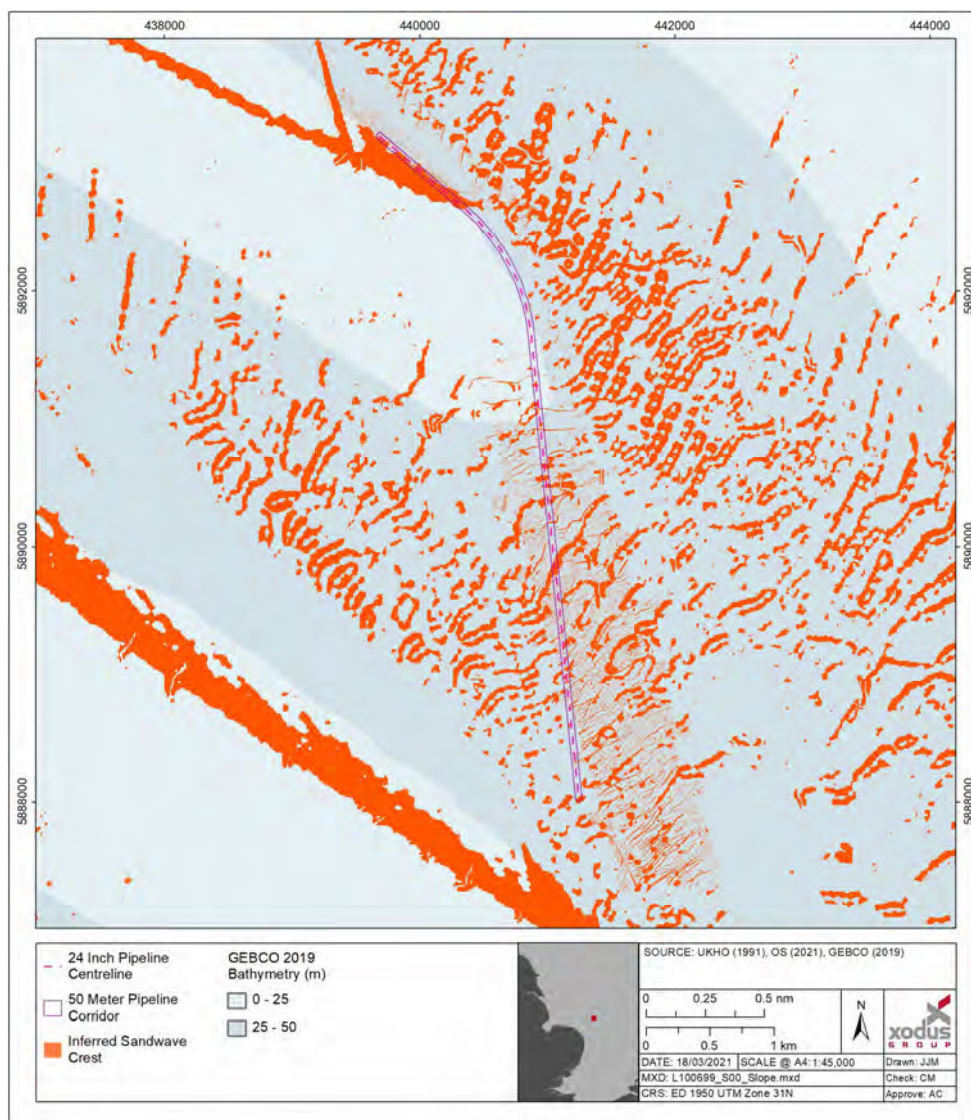 438000
440000
442000
444000
5892000
5892000
5890000
5890000
5888000
5888000
24 Inch Pipeline
Centreline
50 Meter Pipeline
Corridor
Inferred Sandwave
Crest
GEBCO 2019
Bathymetry (m)
0 - 25
25 - 50
SOURCE: UKHO (1991), OS (2021), GEBCO (2019)
0 0.25 0.5 nm
0 0.5 1 km
N
xodus
GROUP
DATE: 18/03/2021
SCALE @ A4:1:45,000
Drawn: JJM
MXD: L100699_S00_Slope.mxd
Check: CM
CRS: ED 1950 UTM Zone 31N
Approve: AC